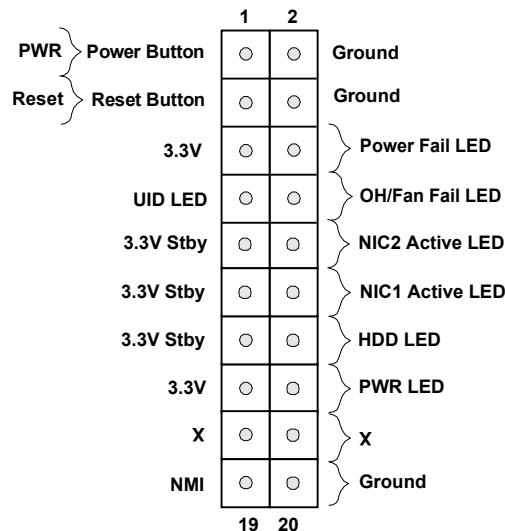 1 2
PWR Power Button Ground
Reset Reset Button Ground
3.3V Power Fail LED
UID LED OH/Fan Fail LED
3.3V Stby NIC2 Active LED
3.3V Stby NIC1 Active LED
3.3V Stby HDD LED
3.3V PWR LED
X X
NMI Ground
19 20